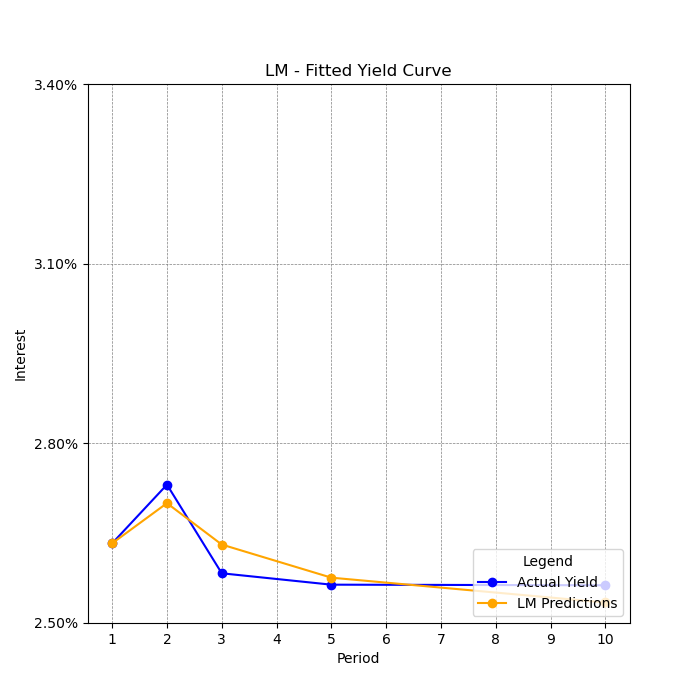 LM - Fitted Yield Curve
3.40%
3.10%
2.80%
2.50%
Interest
Legend
Actual Yield
LM Predictions
1 2 3 4 5 6 7 8 9 10
Period